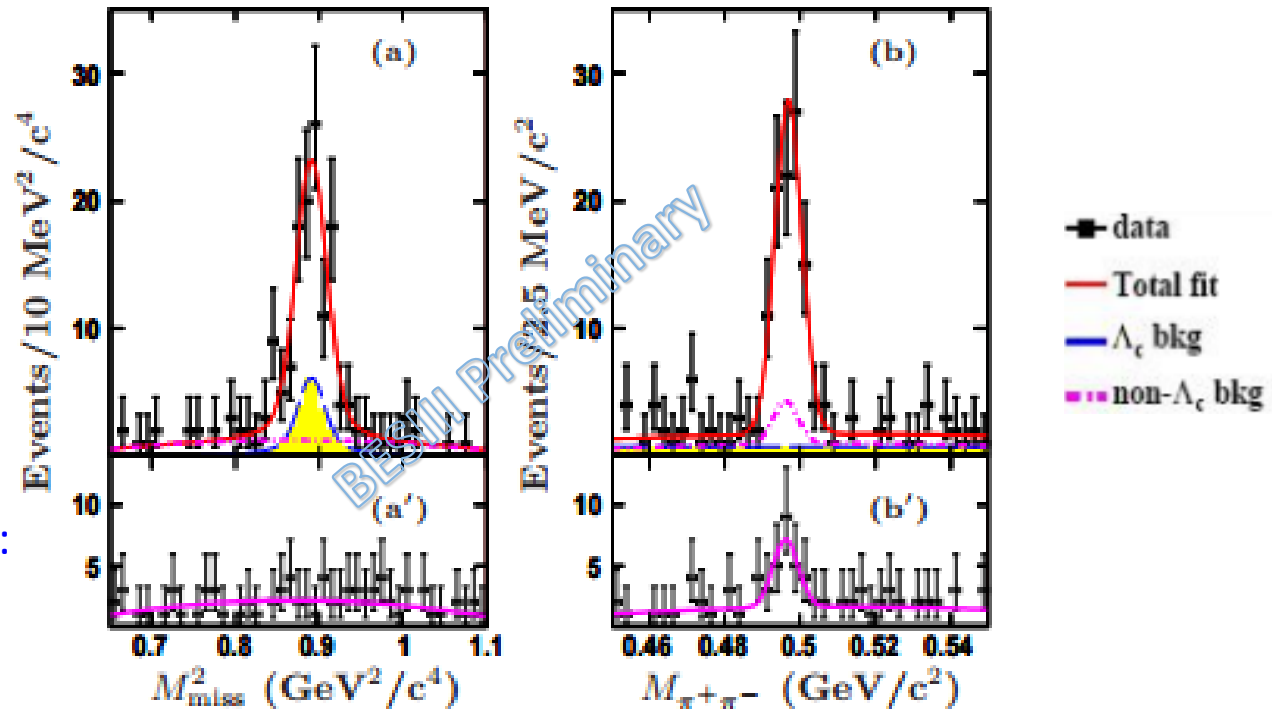 (a)
30
20
10
Events/10 MeV²/c⁴
(a′)
10
5
0.7 0.8 0.9 1 1.1
M²miss (GeV²/c⁴)
(b)
30
20
10
Events/2.5 MeV/c²
(b′)
10
5
0.46 0.48 0.5 0.52 0.54
Mπ+π− (GeV/c²)
BESIII Preliminary
:
data
Total fit
Λc bkg
non-Λc bkg